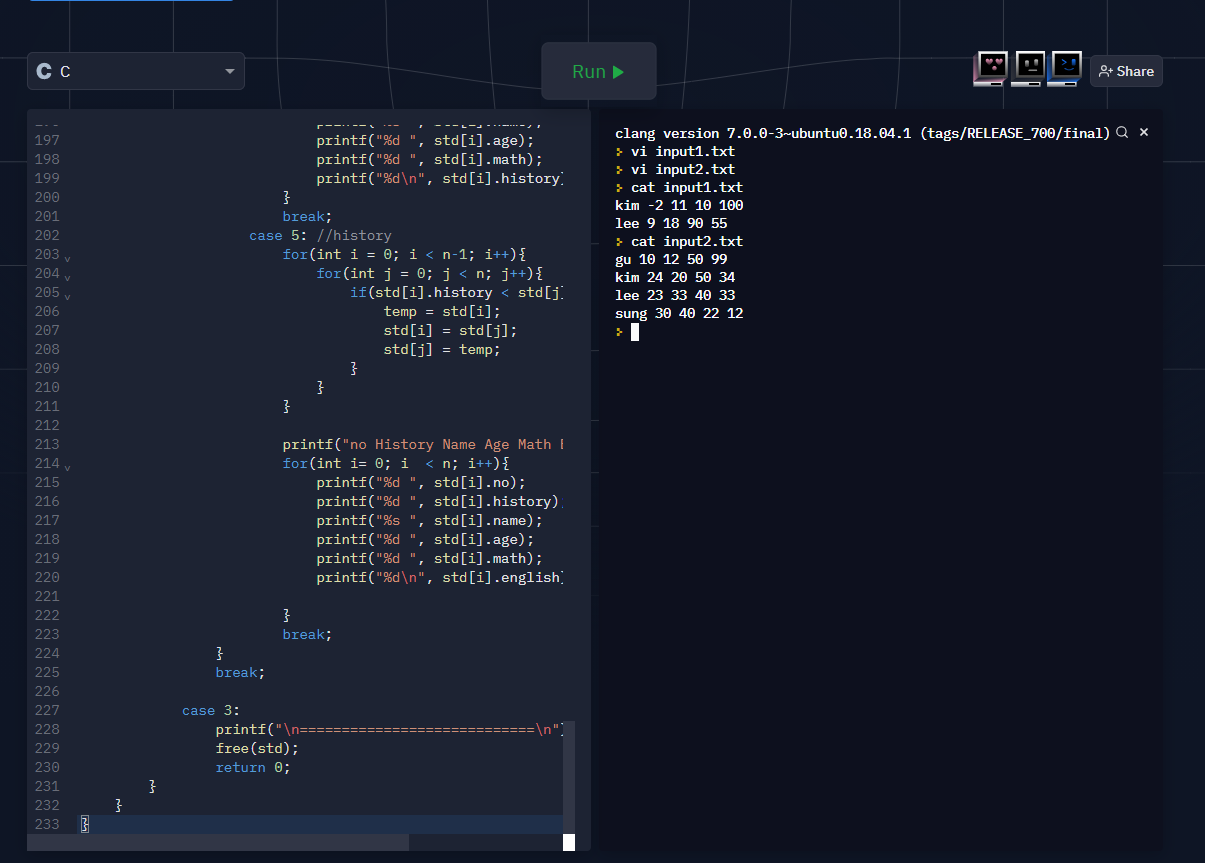 C
Run
Share
197 printf("%d ", std[i].age);
198 printf("%d ", std[i].math);
199 printf("%d\n", std[i].history)
200 }
201 break;
202 case 5: //history
203 for(int i = 0; i < n-1; i++){
204 for(int j = 0; j < n; j++){
205 if(std[i].history < std[j]
206 temp = std[i];
207 std[i] = std[j];
208 std[j] = temp;
209 }
210 }
211 }
212
213 printf("no History Name Age Math
214 for(int i= 0; i  < n; i++){
215 printf("%d ", std[i].no);
216 printf("%d ", std[i].history)
217 printf("%s ", std[i].name);
218 printf("%d ", std[i].age);
219 printf("%d ", std[i].math);
220 printf("%d\n", std[i].english)
221
222 }
223 break;
224 }
225 break;
226
227 case 3:
228 printf("\n============================\n"
229 free(std);
230 return 0;
231 }
232 }
233 }
clang version 7.0.0-3~ubuntu0.18.04.1 (tags/RELEASE_700/final)
> vi input1.txt
> vi input2.txt
> cat input1.txt
kim -2 11 10 100
lee 9 18 90 55
> cat input2.txt
gu 10 12 50 99
kim 24 20 50 34
lee 23 33 40 33
sung 30 40 22 12
>